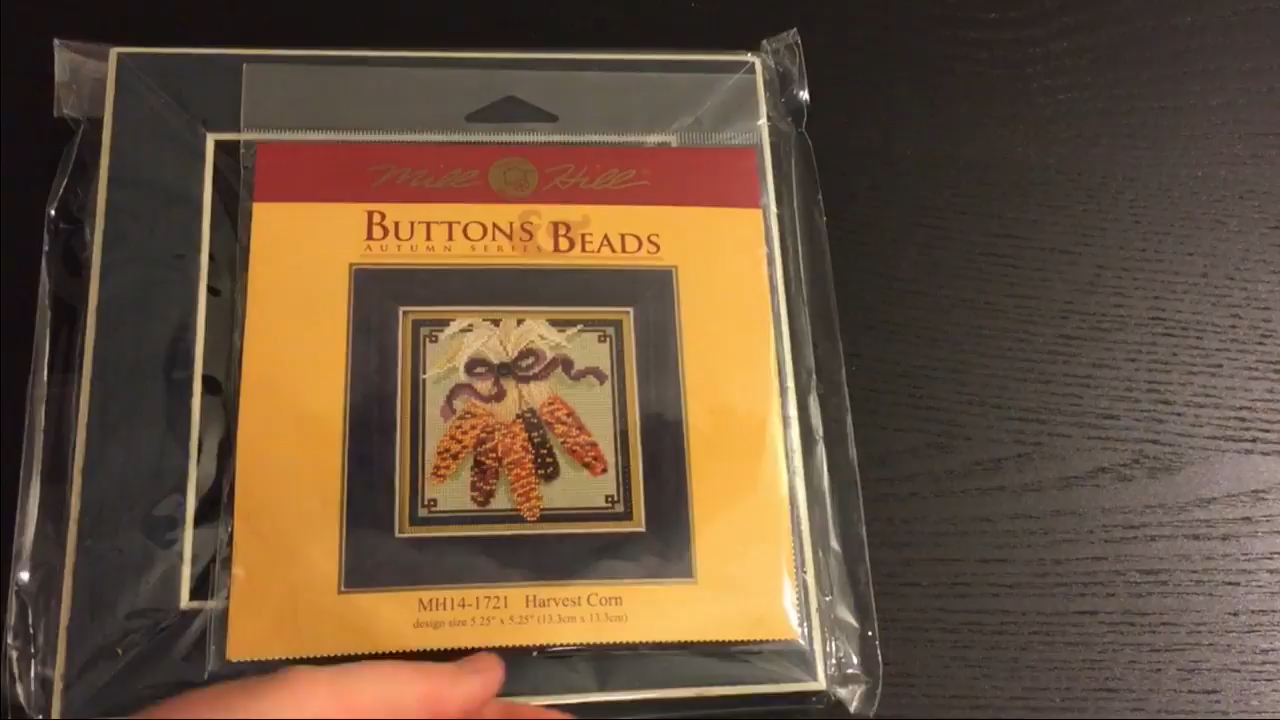 Mill Hill®
BUTTONS & BEADS
AUTUMN SERIES
MH14-1721 Harvest Corn
design size 5.25" x 5.25" (13.3cm x 13.3cm)